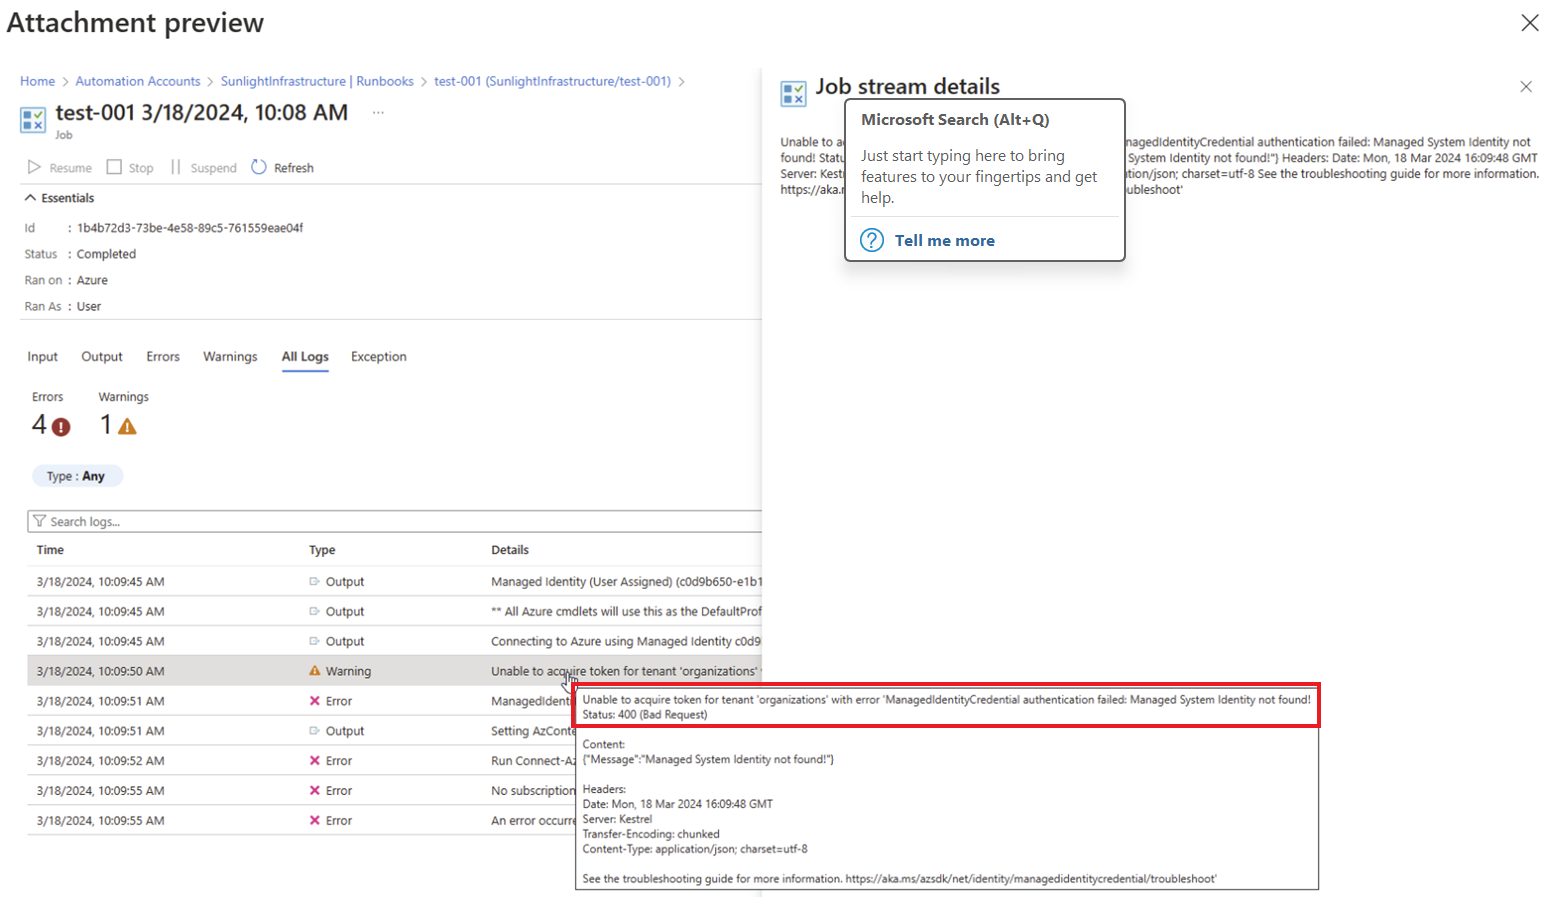 Attachment preview
Home > Automation Accounts > SunlightInfrastructure | Runbooks > test-001 (SunlightInfrastructure/test-001) >
test-001 3/18/2024, 10:08 AM ...
Job
Resume Stop Suspend Refresh
Essentials
Id : 1b4b72d3-73be-4e58-89c5-761559eae04f
Status : Completed
Ran on : Azure
Ran As : User
Input Output Errors Warnings All Logs Exception
Errors Warnings
4 1
Type : Any
Search logs...
Time Type Details
3/18/2024, 10:09:45 AM Output Managed Identity (User Assigned) (c0d9b650-e1b1
3/18/2024, 10:09:45 AM Output ** All Azure cmdlets will use this as the DefaultProf
3/18/2024, 10:09:45 AM Output Connecting to Azure using Managed Identity c0d9
3/18/2024, 10:09:50 AM Warning Unable to acquire token for tenant 'organizations'
3/18/2024, 10:09:51 AM Error ManagedIdenti
3/18/2024, 10:09:51 AM Output Setting AzConte
3/18/2024, 10:09:52 AM Error Run Connect-Az
3/18/2024, 10:09:55 AM Error No subscription
3/18/2024, 10:09:55 AM Error An error occurre
Job stream details
Unable to ac nagedIdentityCredential authentication failed: Managed System Identity not
found! Statu System Identity not found!"} Headers: Date: Mon, 18 Mar 2024 16:09:48 GMT
Server: Kest tion/json; charset=utf-8 See the troubleshooting guide for more information.
https://aka.r ubleshoot'
Microsoft Search (Alt+Q)
Just start typing here to bring
features to your fingertips and get
help.
Tell me more
Unable to acquire token for tenant 'organizations' with error 'ManagedIdentityCredential authentication failed: Managed System Identity not found!
Status: 400 (Bad Request)
Content:
{"Message":"Managed System Identity not found!"}
Headers:
Date: Mon, 18 Mar 2024 16:09:48 GMT
Server: Kestrel
Transfer-Encoding: chunked
Content-Type: application/json; charset=utf-8
See the troubleshooting guide for more information. https://aka.ms/azsdk/net/identity/managedidentitycredential/troubleshoot'